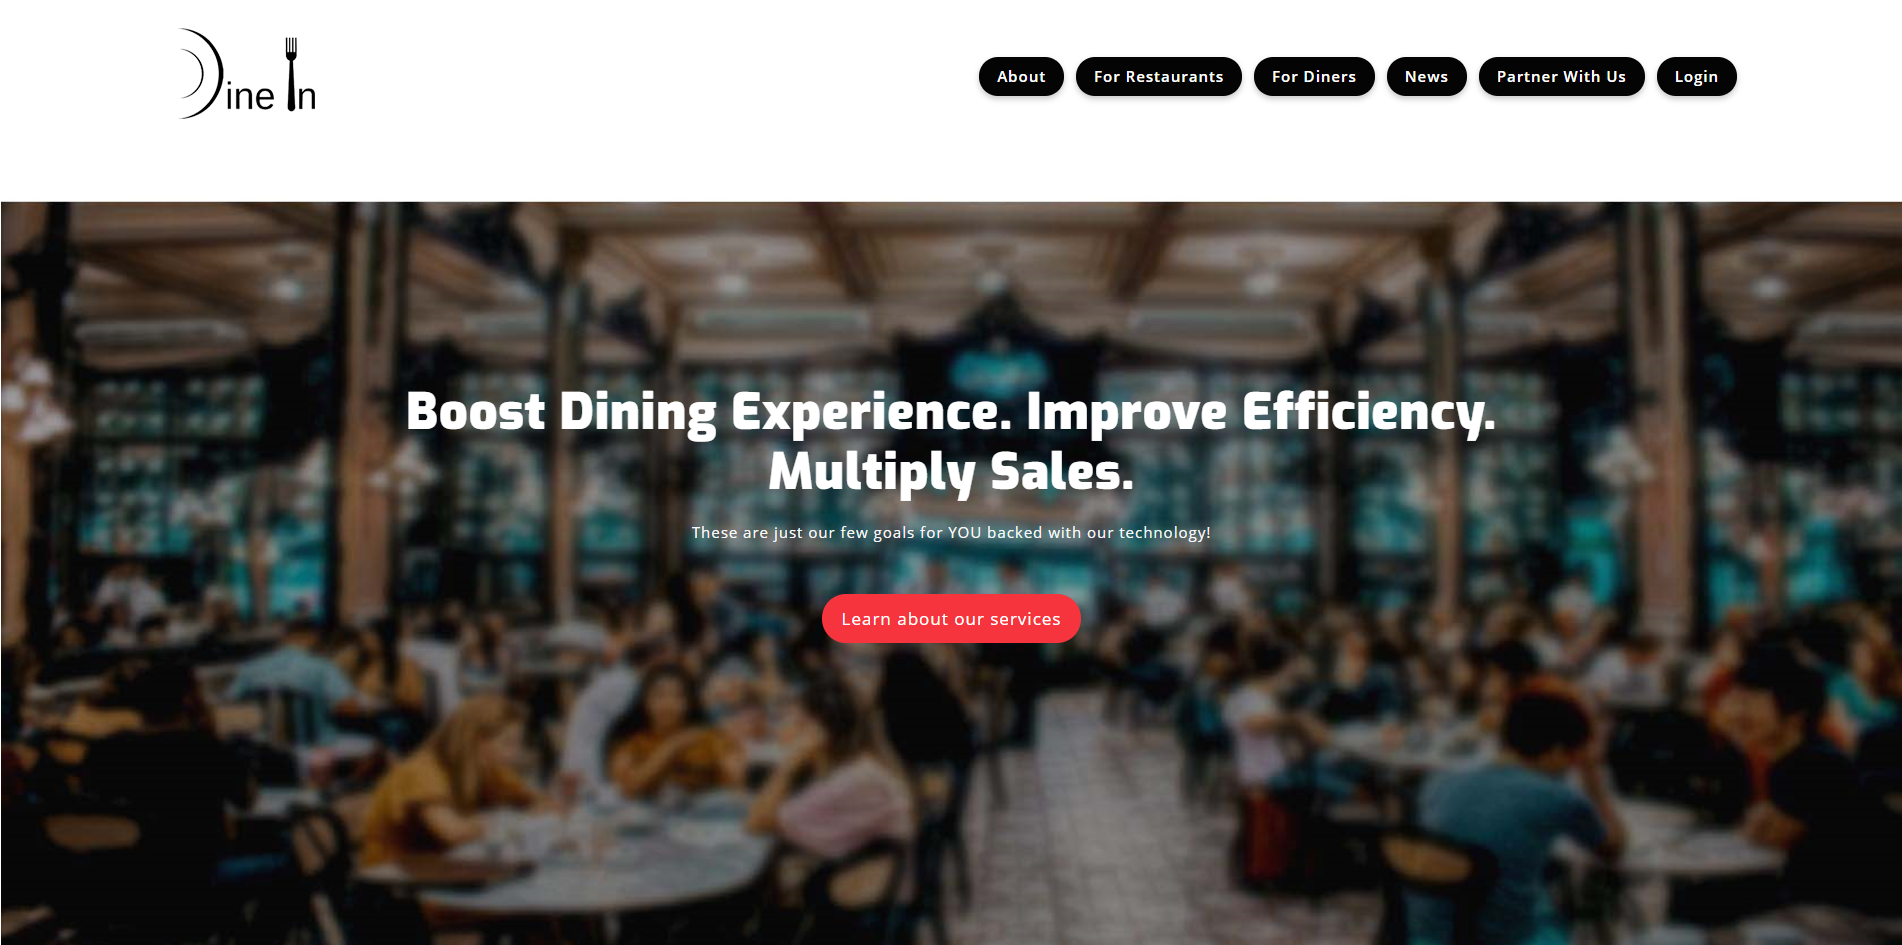 Dine In
About
For Restaurants
For Diners
News
Partner With Us
Login
Boost Dining Experience. Improve Efficiency.
Multiply Sales.
These are just our few goals for YOU backed with our technology!
Learn about our services